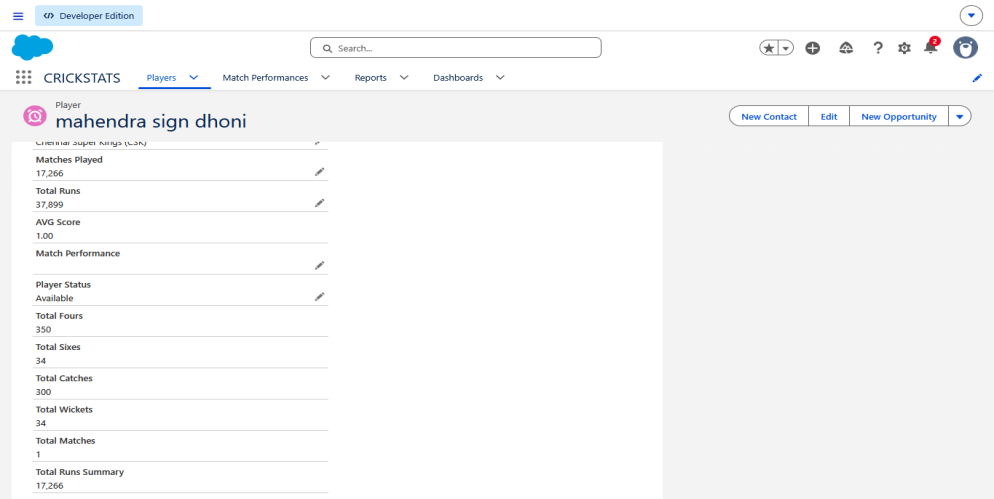 Developer Edition
Search...
2
CRICKSTATS Players Match Performances Reports Dashboards
Player
mahendra sign dhoni
New Contact Edit New Opportunity
Chennai Super Kings (CSK)
Matches Played
17,266
Total Runs
37,899
AVG Score
1.00
Match Performance
Player Status
Available
Total Fours
350
Total Sixes
34
Total Catches
300
Total Wickets
34
Total Matches
1
Total Runs Summary
17,266